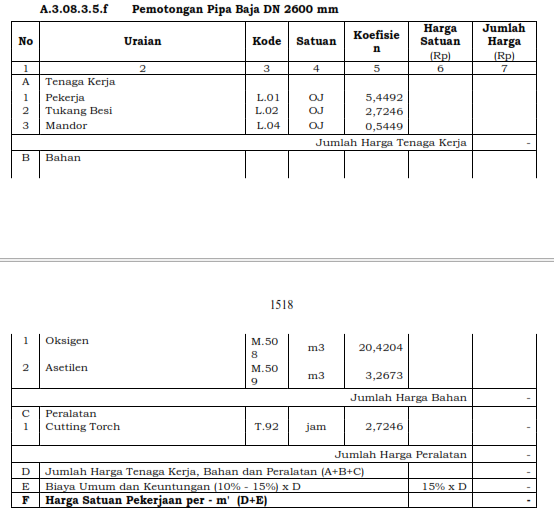 A.3.08.3.5.f Pemotongan Pipa Baja DN 2600 mm
No Uraian Kode Satuan Koefisien Harga Satuan (Rp) Jumlah Harga (Rp)
1 2 3 4 5 6 7
A Tenaga Kerja
1 Pekerja L.01 OJ 5,4492
2 Tukang Besi L.02 OJ 2,7246
3 Mandor L.04 OJ 0,5449
Jumlah Harga Tenaga Kerja -
B Bahan
1518
1 Oksigen M.508 m3 20,4204
2 Asetilen M.509 m3 3,2673
Jumlah Harga Bahan -
C Peralatan
1 Cutting Torch T.92 jam 2,7246 -
Jumlah Harga Peralatan -
D Jumlah Harga Tenaga Kerja, Bahan dan Peralatan (A+B+C) -
E Biaya Umum dan Keuntungan (10% - 15%) x D 15% x D -
F Harga Satuan Pekerjaan per - m' (D+E) -